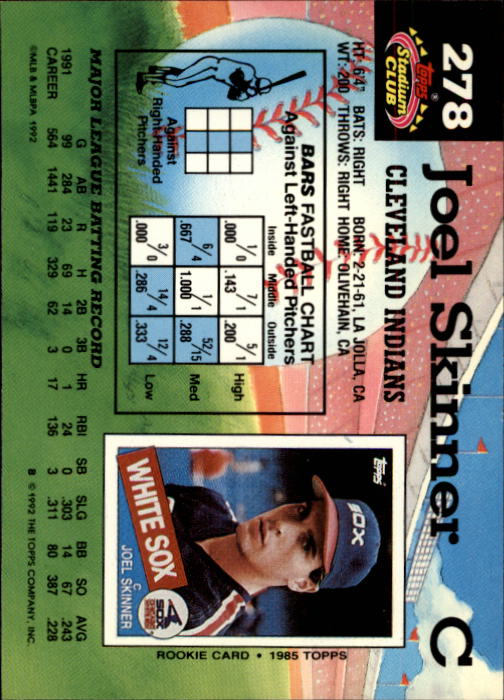 278
Topps®
Stadium
CLUB
Joel Skinner C
CLEVELAND INDIANS
HT: 6'4" BATS: RIGHT BORN: 2-21-61, LA JOLLA, CA
WT: 200 THROWS: RIGHT HOME: OLIVEHAIN, CA
BARS FASTBALL CHART
Against Left-Handed Pitchers
Inside Middle Outside
1/0 7/1 5/1
.000 .143 .200
High
6/4 1/1 52/15
.667 1.000 .288
Med
3/0 14/4 12/4
.000 .286 .333
Low
Against
Right-Handed
Pitchers
Topps
SOX
WHITE SOX
C
JOEL SKINNER
SOX
ROOKIE CARD • 1985 TOPPS
MAJOR LEAGUE BATTING RECORD
G AB R H 2B 3B HR RBI SB SLG BB SO AVG
1991 99 284 23 69 14 0 1 24 0 .303 14 67 .243
CAREER 564 1441 119 329 62 3 17 136 3 .311 80 387 .228
©MLB & MLBPA 1992
B © 1992 THE TOPPS COMPANY, INC.